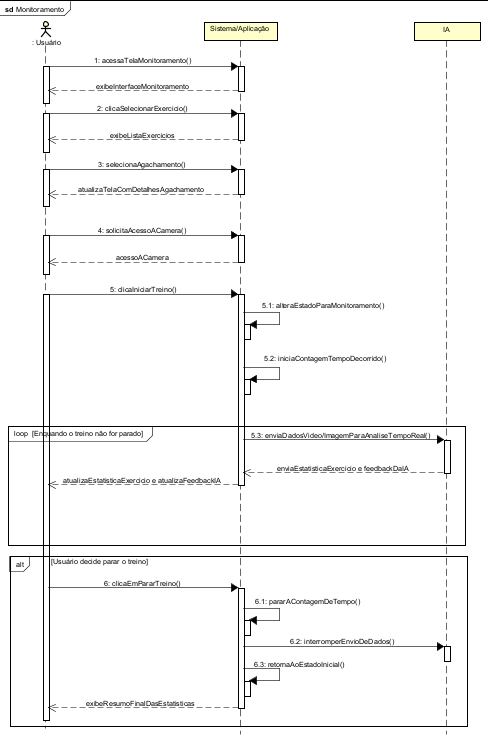 sd Monitoramento
: Usuário
Sistema/Aplicação
IA
1: acessaTelaMonitoramento()
exibeInterfaceMonitoramento
2: clicaSelecionarExercicio()
exibeListaExercicios
3: selecionaAgachamento()
atualizaTelaComDetalhesAgachamento
4: solicitaAcessoACamera()
acessoACamera
5: clicaIniciarTreino()
5.1: alteraEstadoParaMonitoramento()
5.2: iniciaContagemTempoDecorrido()
loop [Enquando o treino não for parado]
5.3: enviaDadosVideo/ImagemParaAnaliseTempoReal()
enviaEstatisticaExercicio e feedbackDaIA
atualizaEstatisticaExercicio e atualizaFeedbackIA
alt [Usuário decide parar o treino]
6: clicaEmPararTreino()
6.1: pararAContagemDeTempo()
6.2: interromperEnvioDeDados()
6.3: retornaAoEstadoInicial()
exibeResumoFinalDasEstatisticas